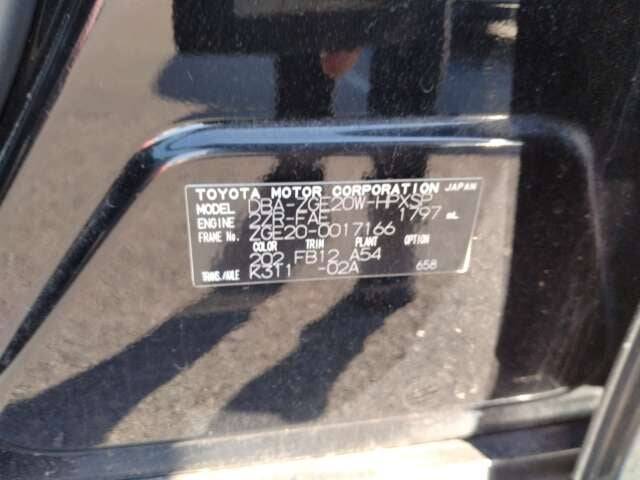 TOYOTA MOTOR CORPORATION JAPAN
MODEL DBA-ZGE20W-HPXSP
ENGINE 2ZR-FAE 1797 mL
FRAME No. ZGE20-0017166
COLOR TRIM PLANT OPTION
202 FB12 A54
TRANS./AXLE K311 -02A 658